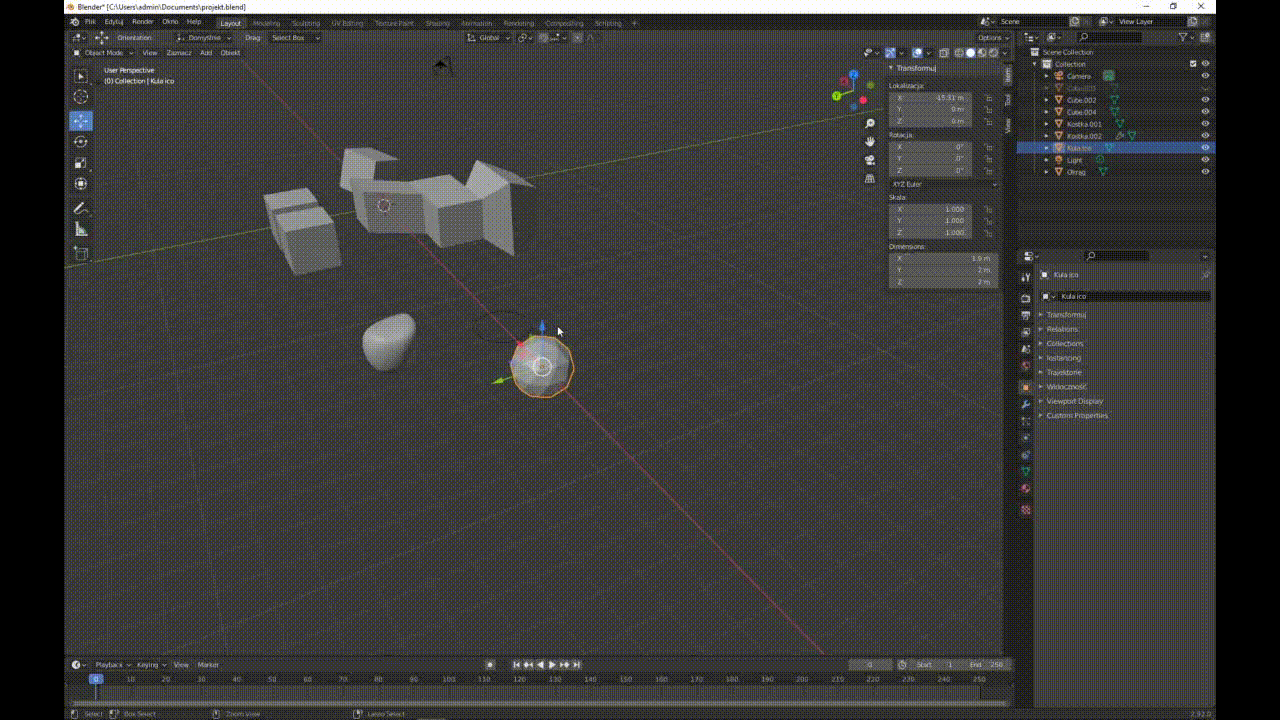 Blender* [C:\Users\admin\Documents\projekt.blend]
Plik Edytuj Render Okno Help Layout Modeling Sculpting UV Editing Texture Paint Shading Animation Rendering Compositing Scripting + Scene View Layer
Orientation: Domyślnie Drag: Select Box Global Options
Object Mode View Zaznacz Add Obiekt
User Perspective
(0) Collection | Kula ico
Transformuj
Lokalizacja:
X -15.31 m
Y 0 m
Z 0 m
Rotacja:
X 0°
Y 0°
Z 0°
XYZ Euler
Skala:
X 1.000
Y 1.000
Z 1.000
Dimensions:
X 1.9 m
Y 2 m
Z 2 m
Item
Tool
View
Z
Y
Scene Collection
Collection
Camera
Cube.003
Cube.002
Cube.004
Kostka.001
Kostka.002
Kula ico
Light
Okrąg
Kula ico
Kula ico
Transformuj
Relations
Collections
Instancing
Trajektorie
Widoczność
Viewport Display
Custom Properties
Playback Keying View Marker 0 Start 1 End 250
0 10 20 30 40 50 60 70 80 90 100 110 120 130 140 150 160 170 180 190 200 210 220 230 240 250
Select Box Select Zoom View Lasso Select 2.92.0